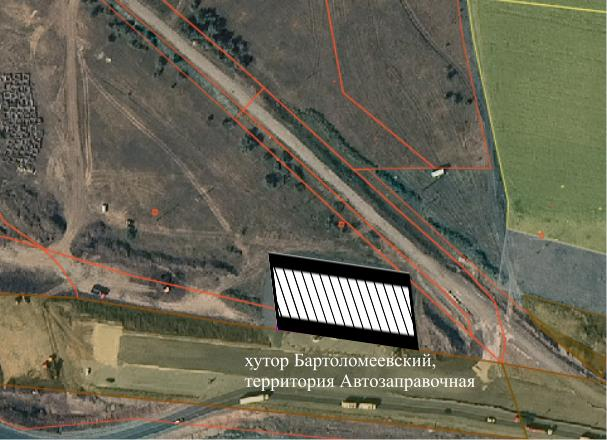 хутор Бартоломеевский,
территория Автозаправочная